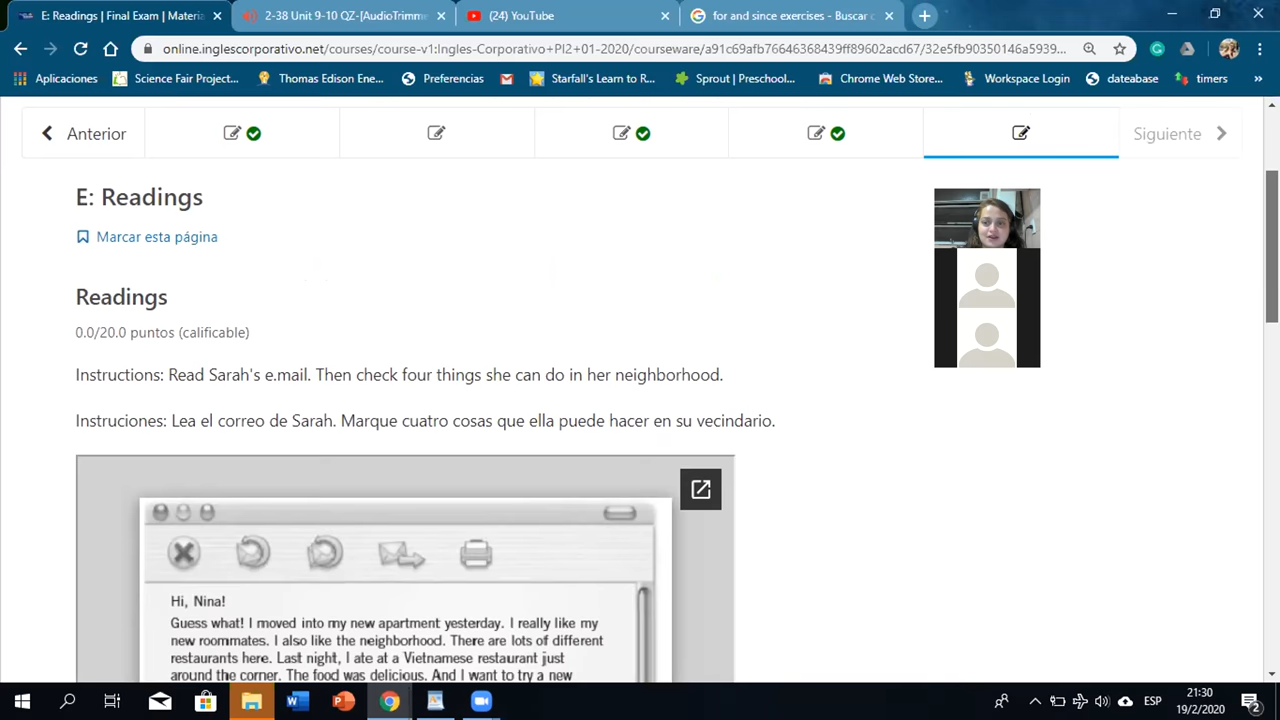 E: Readings | Final Exam | Materia
2-38 Unit 9-10 QZ-[AudioTrimme
(24) YouTube
for and since exercises - Buscar c
online.inglescorporativo.net/courses/course-v1:Ingles-Corporativo+PI2+01-2020/courseware/a91c69afb76646368439ff89602acd67/32e5fb90350146a5939...
Aplicaciones Science Fair Project... Thomas Edison Ene... Preferencias Starfall's Learn to R... Sprout | Preschool... Chrome Web Store... Workspace Login dateabase timers »
Anterior Siguiente
E: Readings
Marcar esta página
Readings
0.0/20.0 puntos (calificable)
Instructions: Read Sarah's e.mail. Then check four things she can do in her neighborhood.
Instruciones: Lea el correo de Sarah. Marque cuatro cosas que ella puede hacer en su vecindario.
Hi, Nina!
Guess what! I moved into my new apartment yesterday. I really like my
new roommates. I also like the neighborhood. There are lots of different
restaurants here. Last night, I ate at a Vietnamese restaurant just
around the corner. The food was delicious. And I want to try a new
ESP
21:30
19/2/2020
2